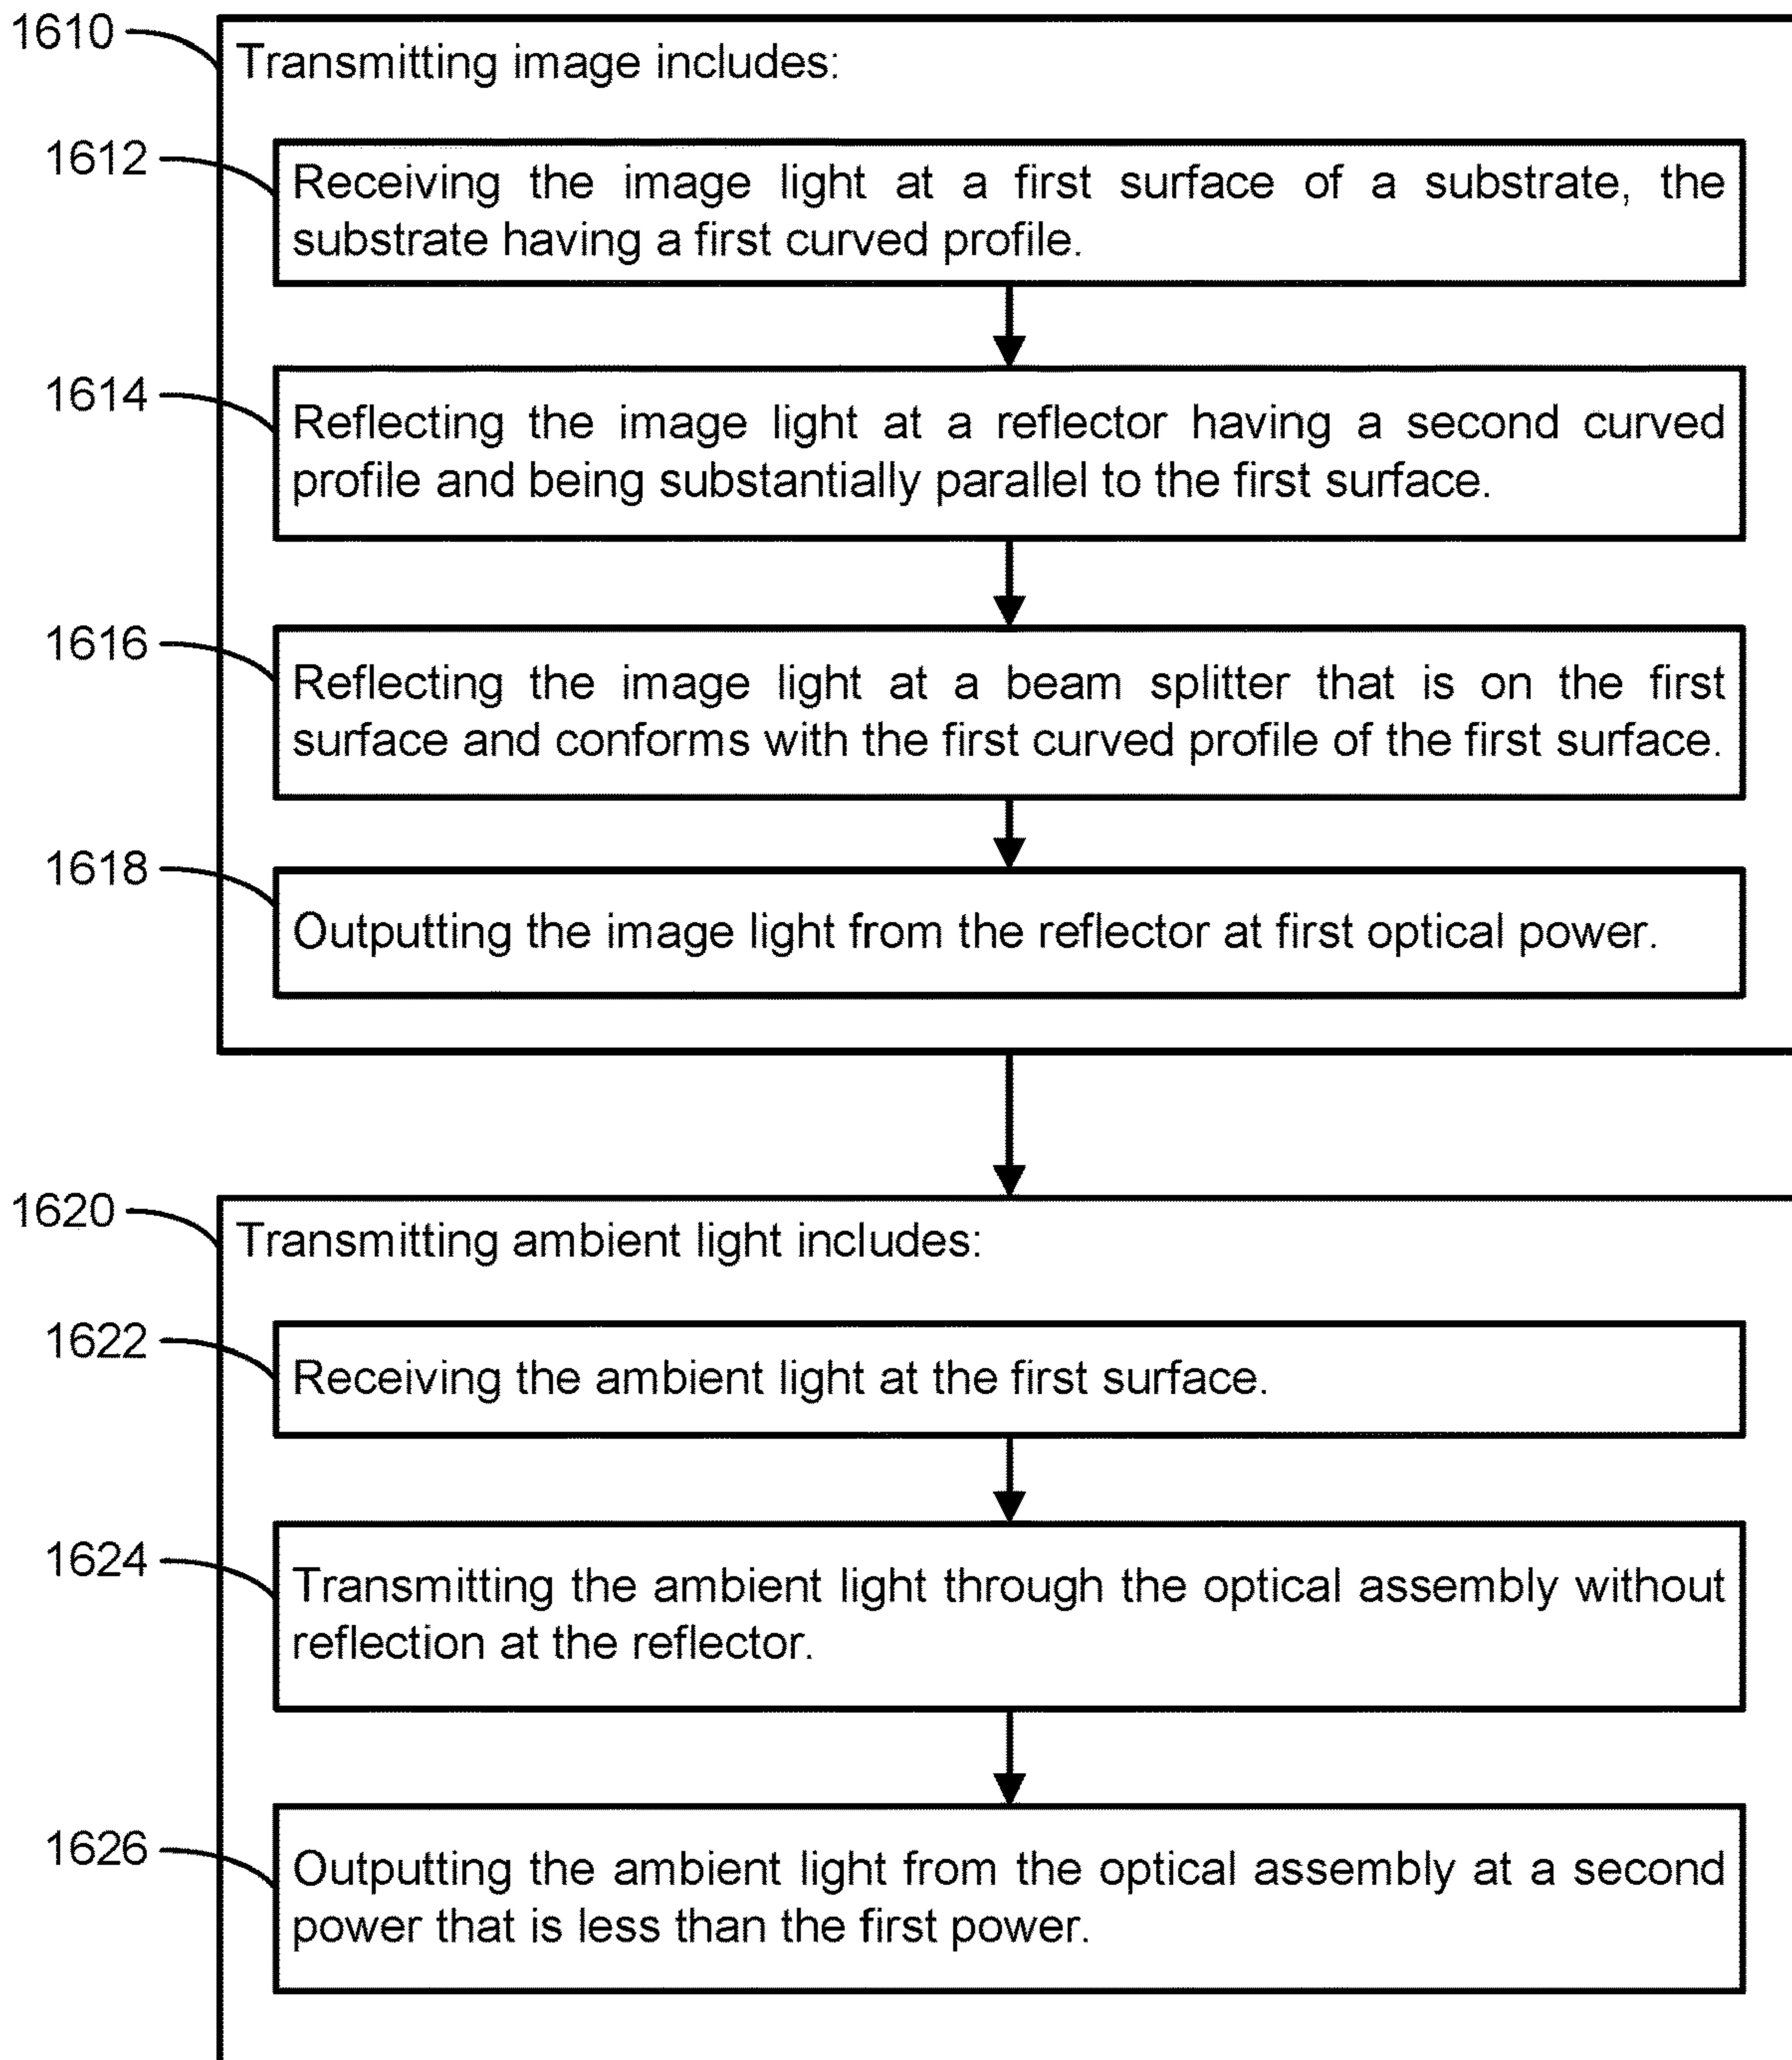 1610
Transmitting image includes:
1612
Receiving the image light at a first surface of a substrate, the
substrate having a first curved profile.
1614
Reflecting the image light at a reflector having a second curved
profile and being substantially parallel to the first surface.
1616
Reflecting the image light at a beam splitter that is on the first
surface and conforms with the first curved profile of the first surface.
1618
Outputting the image light from the reflector at first optical power.
1620
Transmitting ambient light includes:
1622
Receiving the ambient light at the first surface.
1624
Transmitting the ambient light through the optical assembly without
reflection at the reflector.
1626
Outputting the ambient light from the optical assembly at a second
power that is less than the first power.